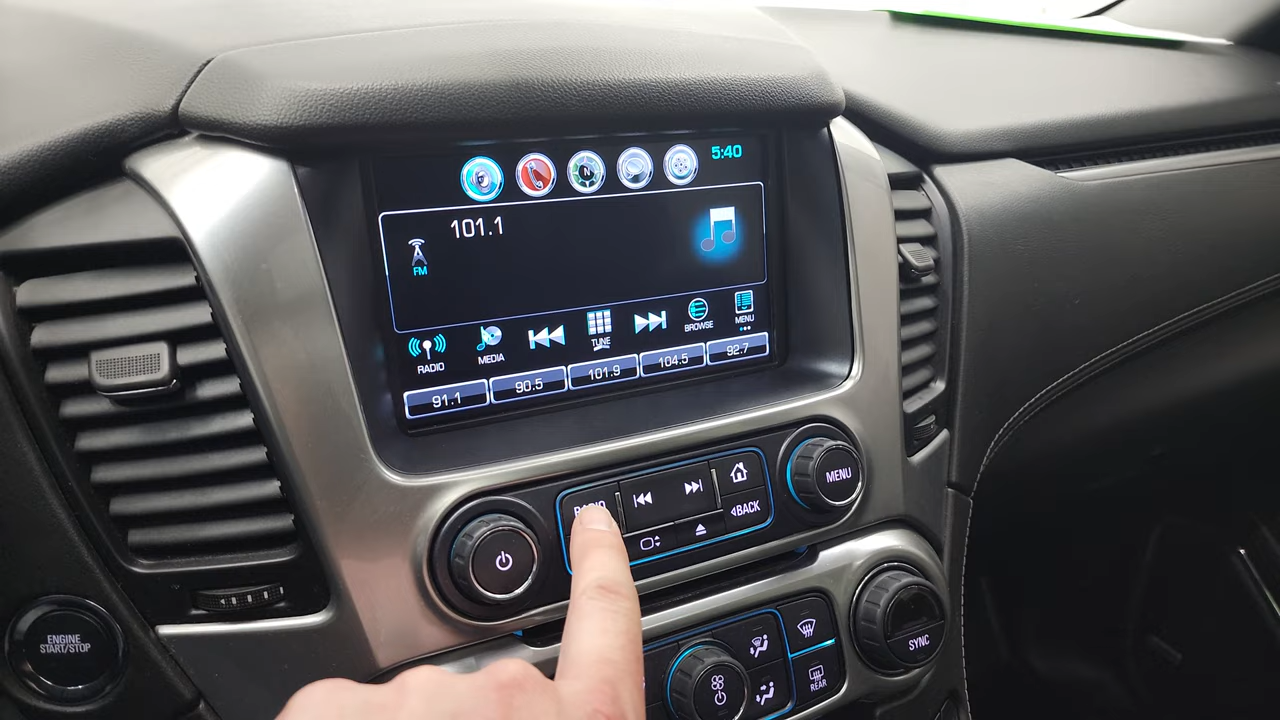 N
5:40
101.1
FM
RADIO
MEDIA
TUNE
BROWSE
MENU
91.1
90.5
101.9
104.5
92.7
RADIO
BACK
MENU
ENGINE
START/STOP
SYNC
REAR